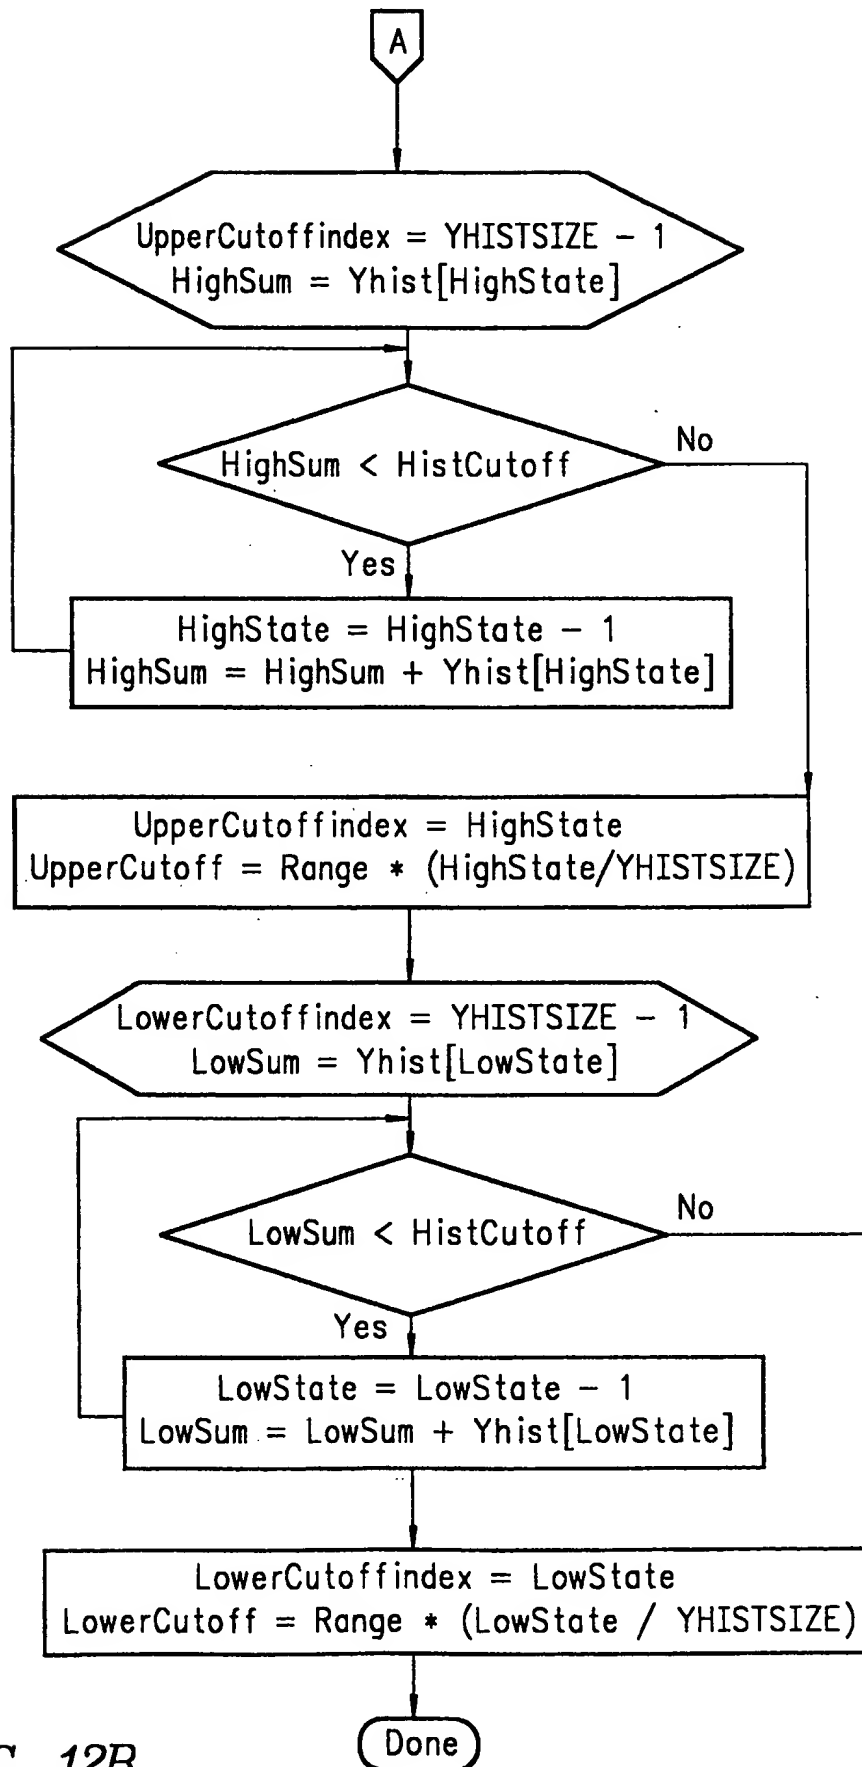 A
UpperCutoffindex = YHISTSIZE - 1
HighSum = Yhist[HighState]
HighSum < HistCutoff
No
Yes
HighState = HighState - 1
HighSum = HighSum + Yhist[HighState]
UpperCutoffindex = HighState
UpperCutoff = Range * (HighState/YHISTSIZE)
LowerCutoffindex = YHISTSIZE - 1
LowSum = Yhist[LowState]
LowSum < HistCutoff
No
Yes
LowState = LowState - 1
LowSum = LowSum + Yhist[LowState]
LowerCutoffindex = LowState
LowerCutoff = Range * (LowState / YHISTSIZE)
Done
12B